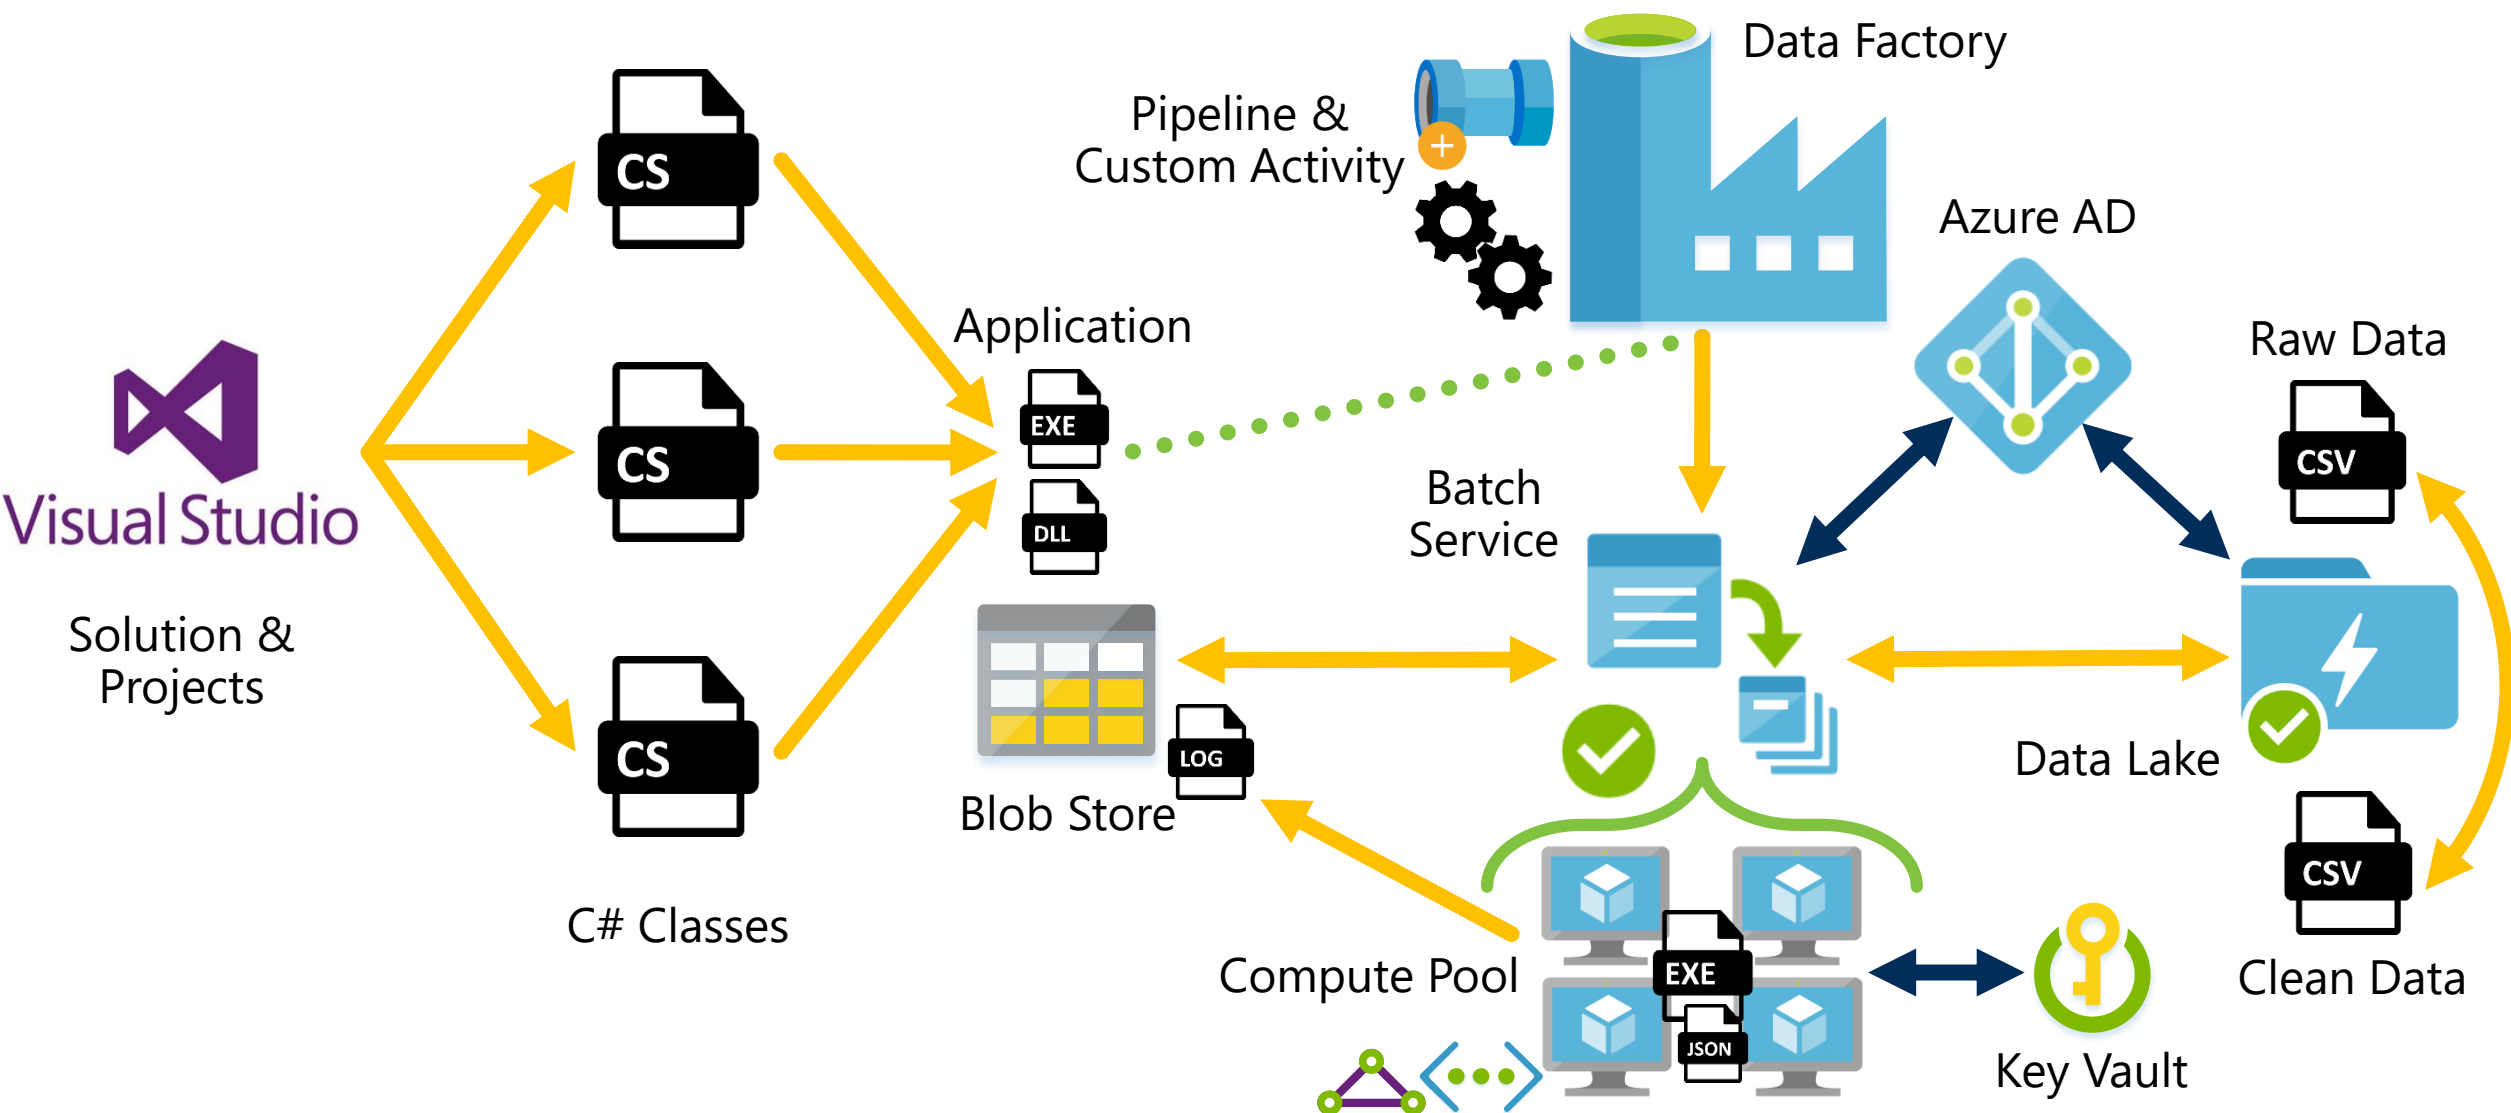 Data Factory
Pipeline &
Custom Activity
CS
Azure AD
Application
Raw Data
EXE
CSV
CS
Batch
Service
Visual Studio
DLL
Solution &
Projects
CS
LOG
Blob Store
Data Lake
CSV
C# Classes
Compute Pool
EXE
Clean Data
JSON
Key Vault